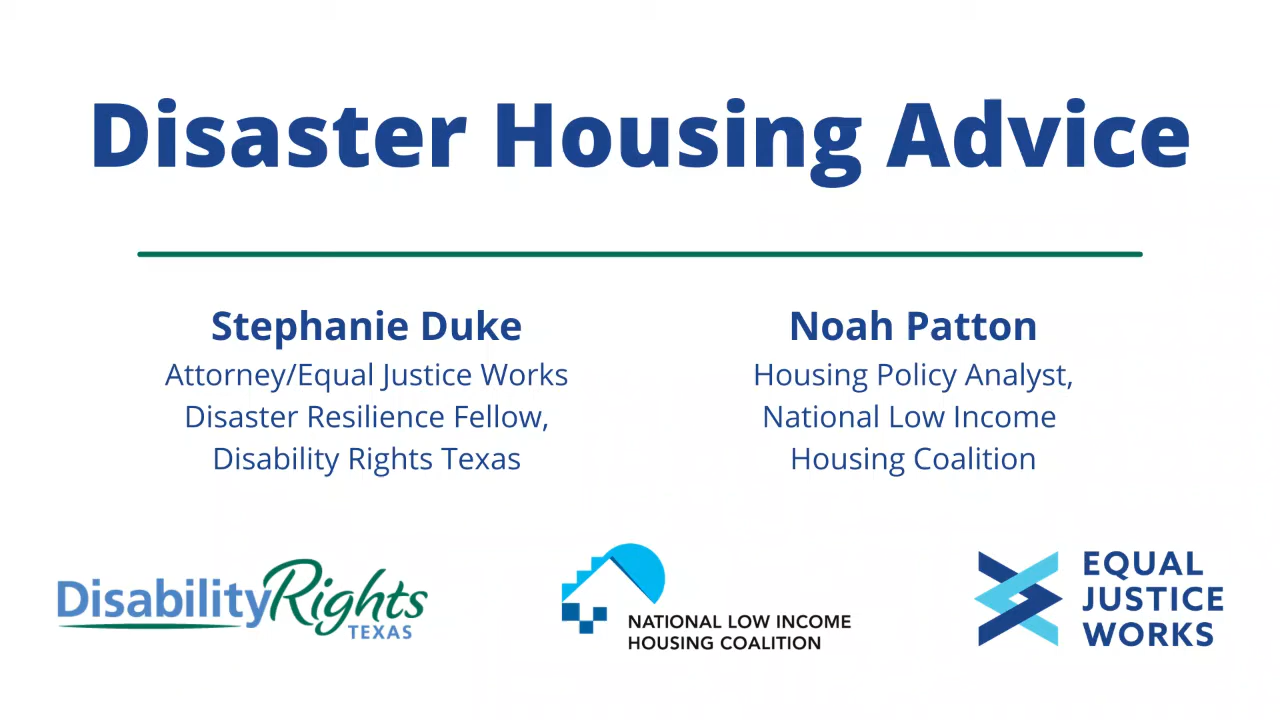 Disaster Housing Advice
Stephanie Duke
Attorney/Equal Justice Works
Disaster Resilience Fellow,
Disability Rights Texas
Noah Patton
Housing Policy Analyst,
National Low Income
Housing Coalition
DisabilityRights
TEXAS
NATIONAL LOW INCOME
HOUSING COALITION
EQUAL
JUSTICE
WORKS